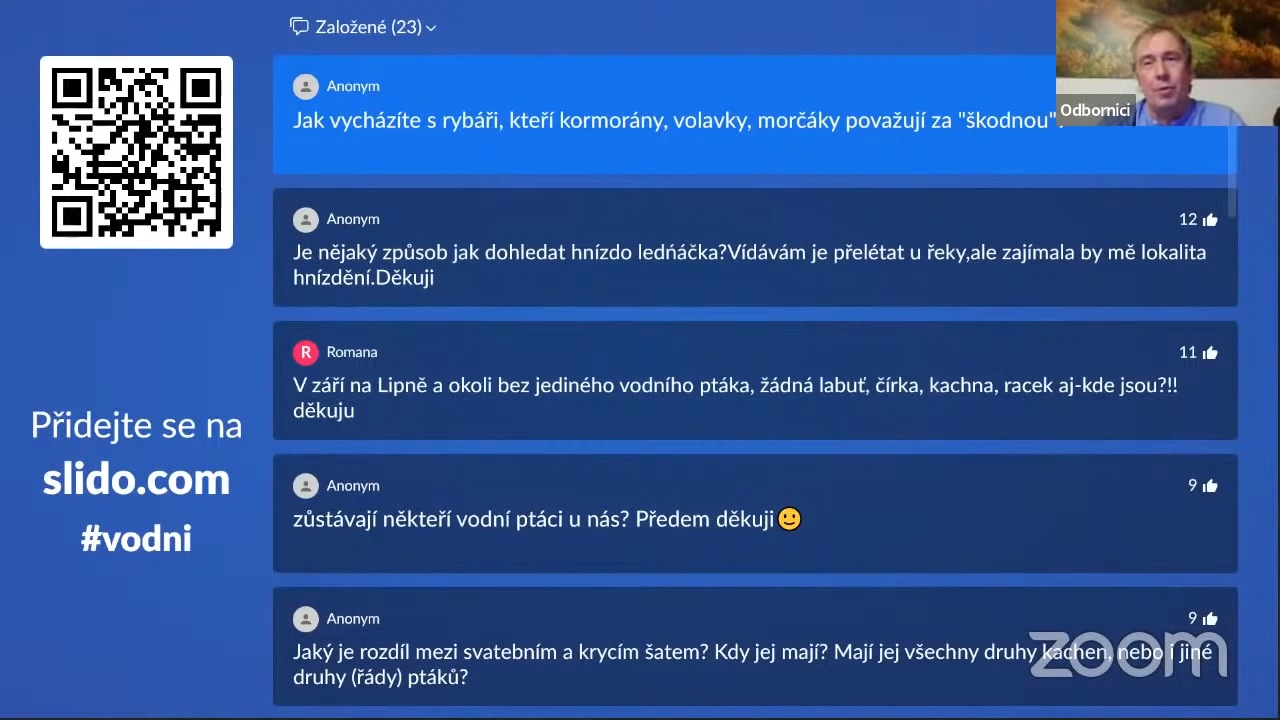 Založené (23)
Anonym
Jak vycházíte s rybáři, kteří kormorány, volavky, morčáky považují za "škodnou"
Odbornici
Anonym
12
Je nějaký způsob jak dohledat hnízdo ledńáčka?Vídávám je přelétat u řeky,ale zajímala by mě lokalita
hnízdění.Děkuji
R Romana
11
V září na Lipně a okoli bez jediného vodního ptáka, žádná labuť, čírka, kachna, racek aj-kde jsou?!!
děkuju
Anonym
9
zůstávají někteří vodní ptáci u nás? Předem děkuji🙂
Anonym
9
Jaký je rozdíl mezi svatebním a krycím šatem? Kdy jej mají? Mají jej všechny druhy kachen, nebo i jiné
druhy (řády) ptáků?
Přidejte se na
slido.com
#vodni
zoom